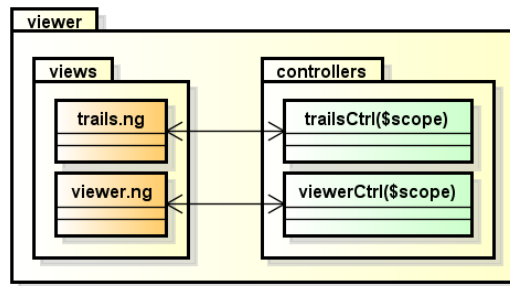 viewer
views
controllers
trails.ng
trailsCtrl($scope)
viewer.ng
viewerCtrl($scope)